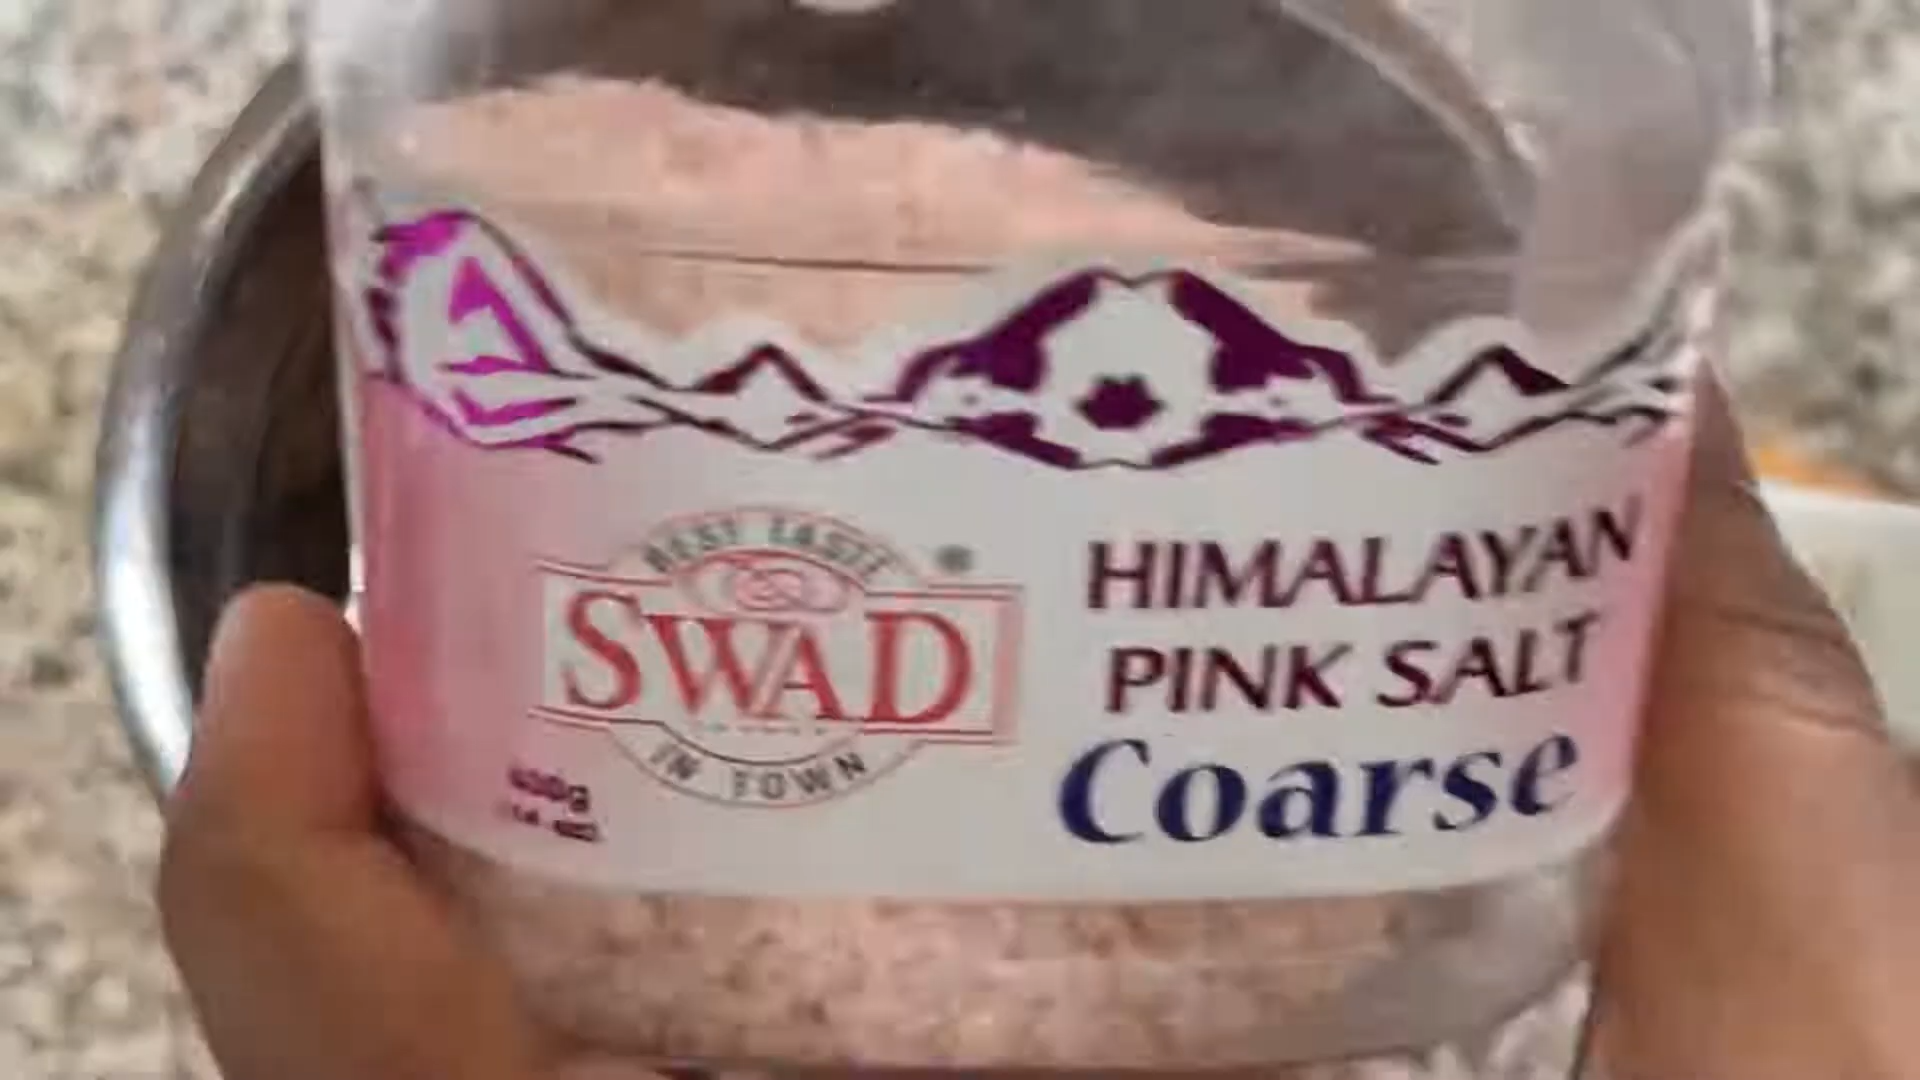 BEST TASTE
SWAD
IN TOWN
HIMALAYAN
PINK SALT
Coarse